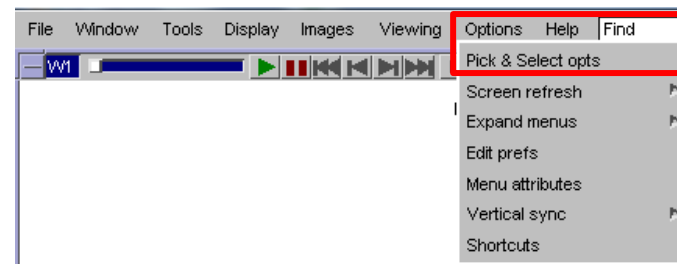 File Window Tools Display Images Viewing Options Help Find
W1
Pick & Select opts
Screen refresh
Expand menus
Edit prefs
Menu attributes
Vertical sync
Shortcuts